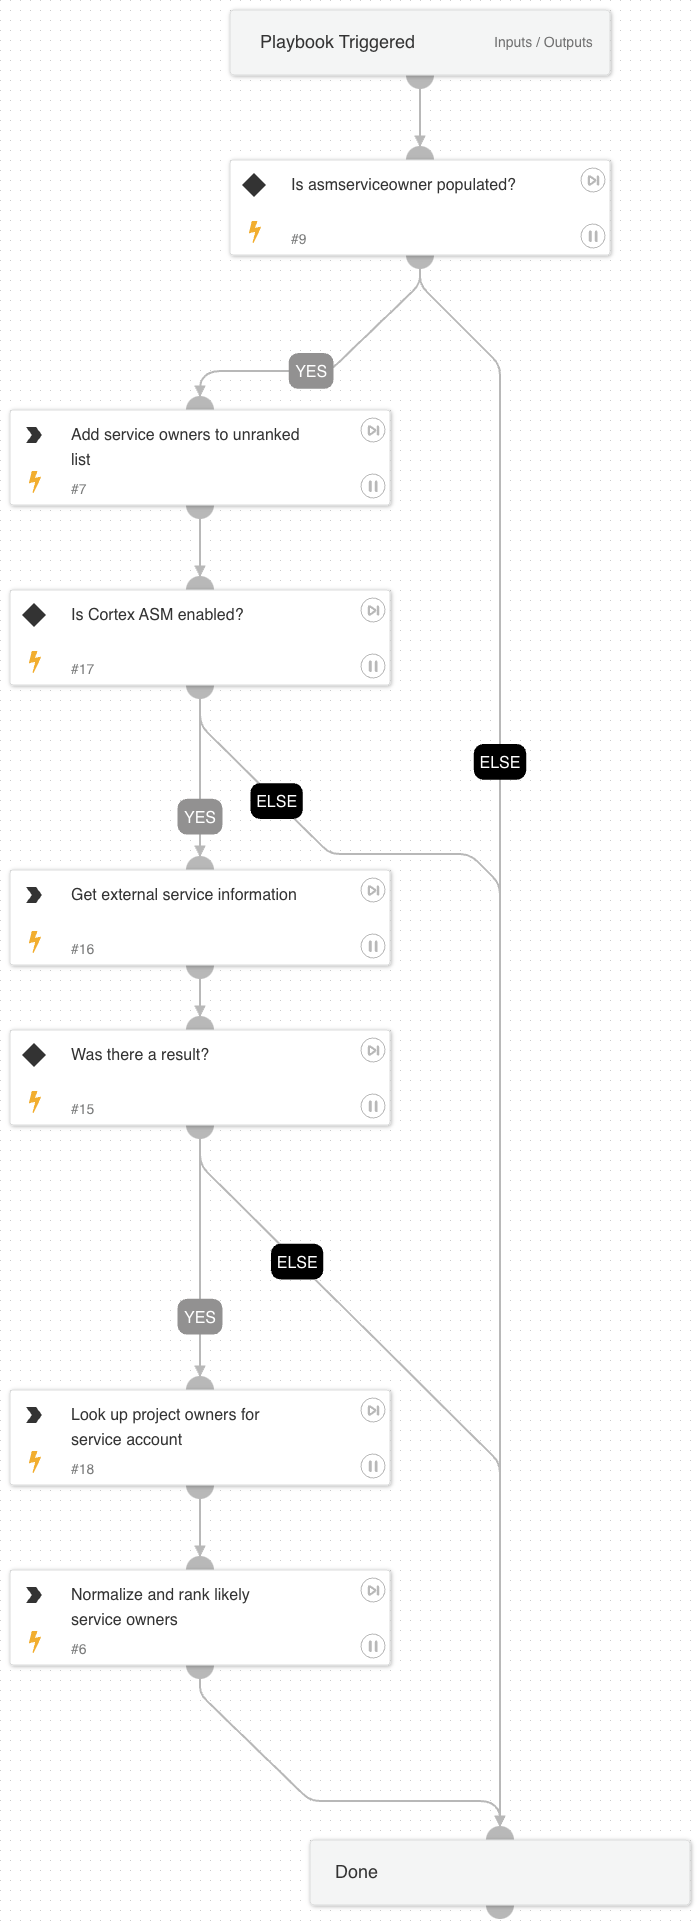 Playbook Triggered
Inputs / Outputs
Is asmserviceowner populated?
#9
YES
Add service owners to unranked
list
#7
Is Cortex ASM enabled?
#17
ELSE
ELSE
YES
Get external service information
#16
Was there a result?
#15
ELSE
YES
Look up project owners for
service account
#18
Normalize and rank likely
service owners
#6
Done